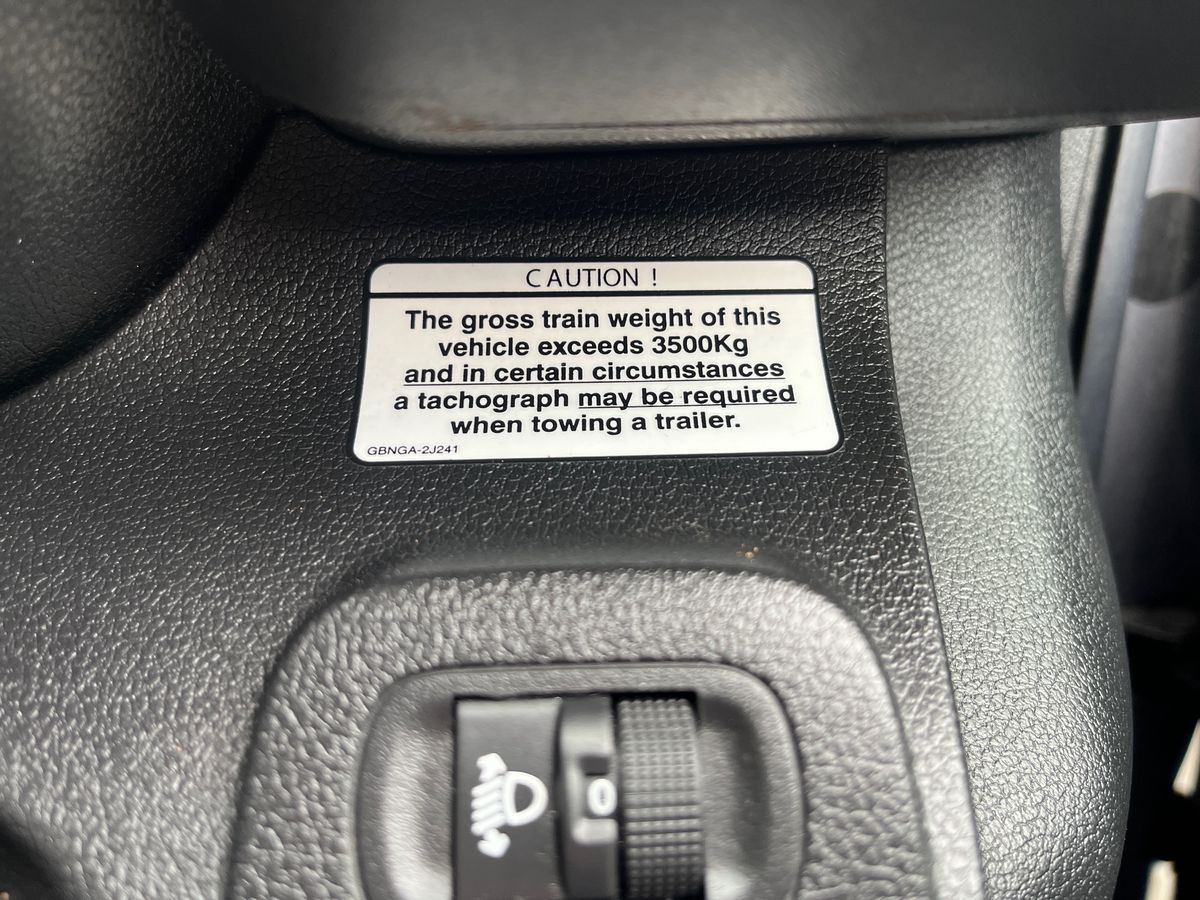 CAUTION !
The gross train weight of this
vehicle exceeds 3500Kg
and in certain circumstances
a tachograph may be required
when towing a trailer.
GBNGA-2J241
0